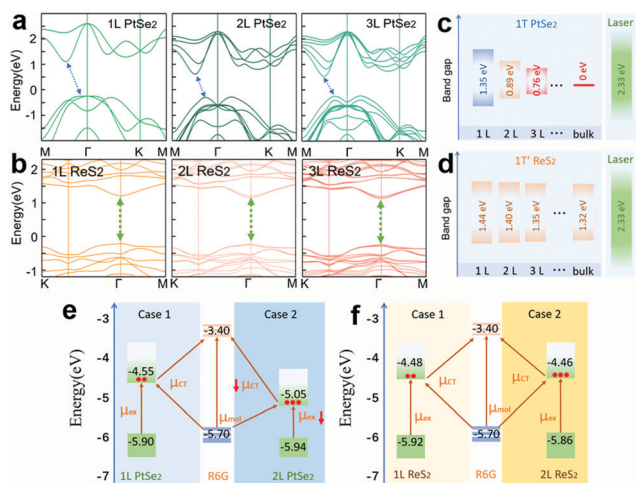 a
1L PtSe2
2L PtSe2
3L PtSe2
Energy(eV)
2
1
0
-1
M Γ K M
M Γ K M
M Γ K M
b
1L ReS2
2L ReS2
3L ReS2
Energy(eV)
2
1
0
-1
K Γ M
K Γ M
K Γ M
c
1T PtSe2
Laser
Band gap
1.35 eV
0.89 eV
0.76 eV
0 eV
2.33 eV
1 L 2 L 3 L ··· bulk
d
1T' ReS2
Laser
Band gap
1.44 eV
1.40 eV
1.35 eV
1.32 eV
2.33 eV
1 L 2 L 3 L ··· bulk
e
Case 1
Case 2
Energy(eV)
-3
-4
-5
-6
-7
-3.40
-4.55
-5.05
μCT
μCT
μex
μmol
μex
-5.90
-5.70
-5.94
1L PtSe2
R6G
2L PtSe2
f
Case 1
Case 2
Energy(eV)
-3
-4
-5
-6
-7
-3.40
-4.48
-4.46
μCT
μCT
μex
μmol
μex
-5.92
-5.70
-5.86
1L ReS2
R6G
2L ReS2